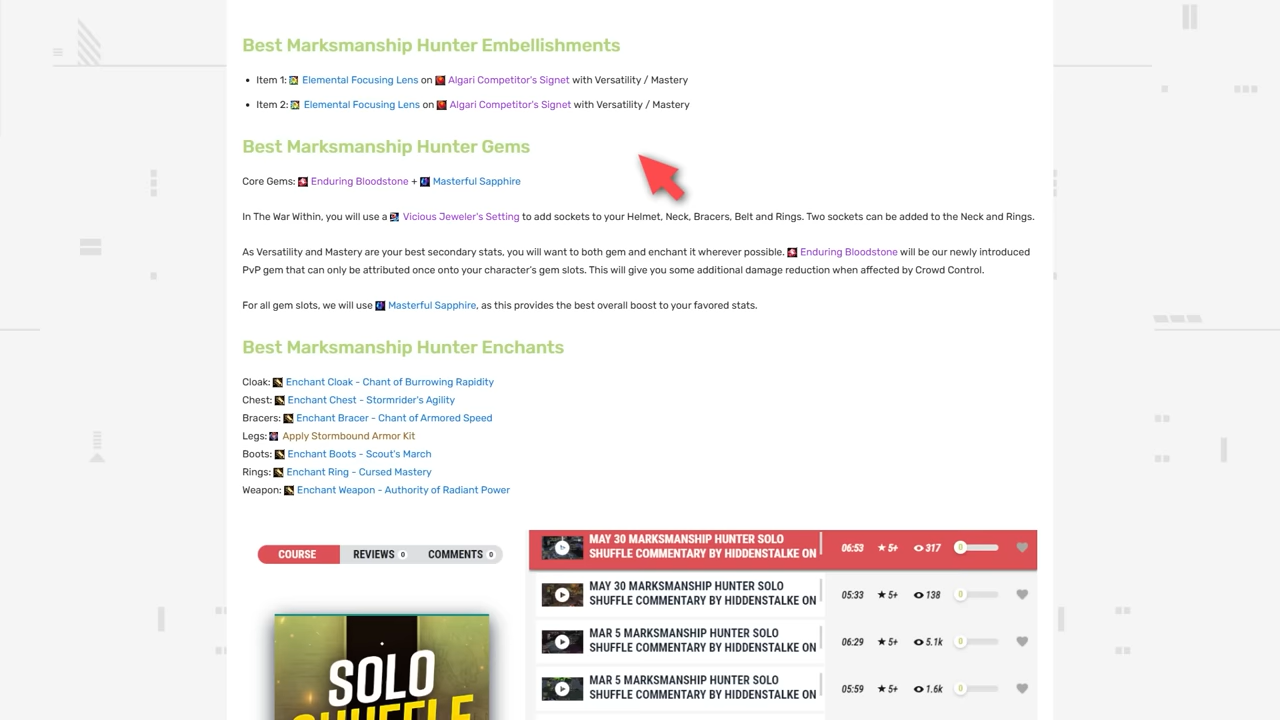 Best Marksmanship Hunter Embellishments
• Item 1: Elemental Focusing Lens on Algari Competitor's Signet with Versatility / Mastery
• Item 2: Elemental Focusing Lens on Algari Competitor's Signet with Versatility / Mastery
Best Marksmanship Hunter Gems
Core Gems: Enduring Bloodstone + Masterful Sapphire
In The War Within, you will use a Vicious Jeweler's Setting to add sockets to your Helmet, Neck, Bracers, Belt and Rings. Two sockets can be added to the Neck and Rings.
As Versatility and Mastery are your best secondary stats, you will want to both gem and enchant it wherever possible. Enduring Bloodstone will be our newly introduced
PvP gem that can only be attributed once onto your character's gem slots. This will give you some additional damage reduction when affected by Crowd Control.
For all gem slots, we will use Masterful Sapphire, as this provides the best overall boost to your favored stats.
Best Marksmanship Hunter Enchants
Cloak: Enchant Cloak - Chant of Burrowing Rapidity
Chest: Enchant Chest - Stormrider's Agility
Bracers: Enchant Bracer - Chant of Armored Speed
Legs: Apply Stormbound Armor Kit
Boots: Enchant Boots - Scout's March
Rings: Enchant Ring - Cursed Mastery
Weapon: Enchant Weapon - Authority of Radiant Power
COURSE REVIEWS 0 COMMENTS 0
SOLO
SHUFFLE
MAY 30 MARKSMANSHIP HUNTER SOLO
SHUFFLE COMMENTARY BY HIDDENSTALKE ON
06:53 5+ 317 0
MAY 30 MARKSMANSHIP HUNTER SOLO
SHUFFLE COMMENTARY BY HIDDENSTALKE ON
05:33 5+ 138 0
MAR 5 MARKSMANSHIP HUNTER SOLO
SHUFFLE COMMENTARY BY HIDDENSTALKE ON
06:29 5+ 5.1k 0
MAR 5 MARKSMANSHIP HUNTER SOLO
SHUFFLE COMMENTARY BY HIDDENSTALKE ON
05:59 5+ 1.6k 0